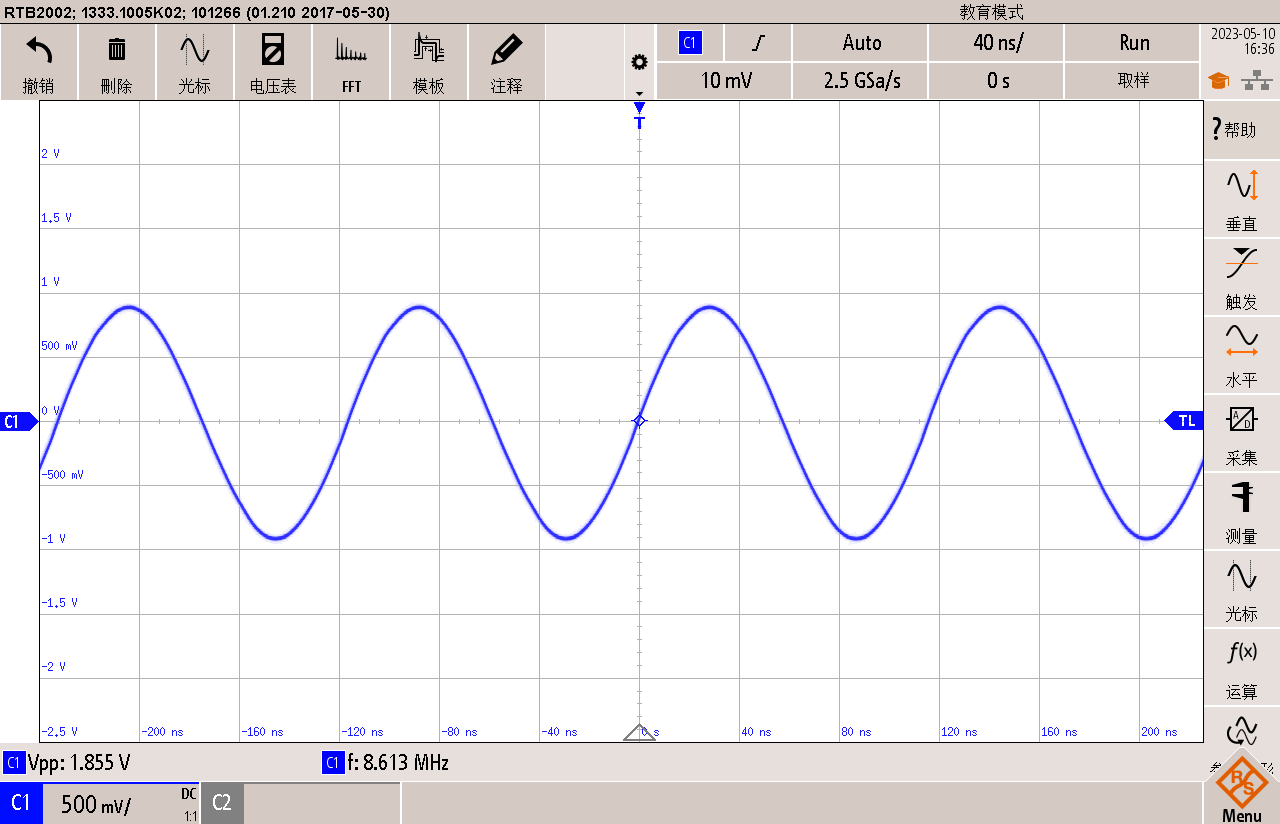 RTB2002; 1333.1005K02; 101266 (01.210 2017-05-30)
教育模式
撤销
删除
光标
电压表
FFT
模板
注释
C1
Auto
40 ns/
Run
10 mV
2.5 GSa/s
0 s
取样
2023-05-10
16:36
T
2 V
1.5 V
1 V
500 mV
0 V
-500 mV
-1 V
-1.5 V
-2 V
-2.5 V
-200 ns
-160 ns
-120 ns
-80 ns
-40 ns
0 s
40 ns
80 ns
120 ns
160 ns
200 ns
C1
TL
?帮助
垂直
触发
水平
A/D
采集
测量
光标
f(x)
运算
R&S
Menu
C1 Vpp: 1.855 V
C1 f: 8.613 MHz
C1
500 mV/
DC
1:1
C2